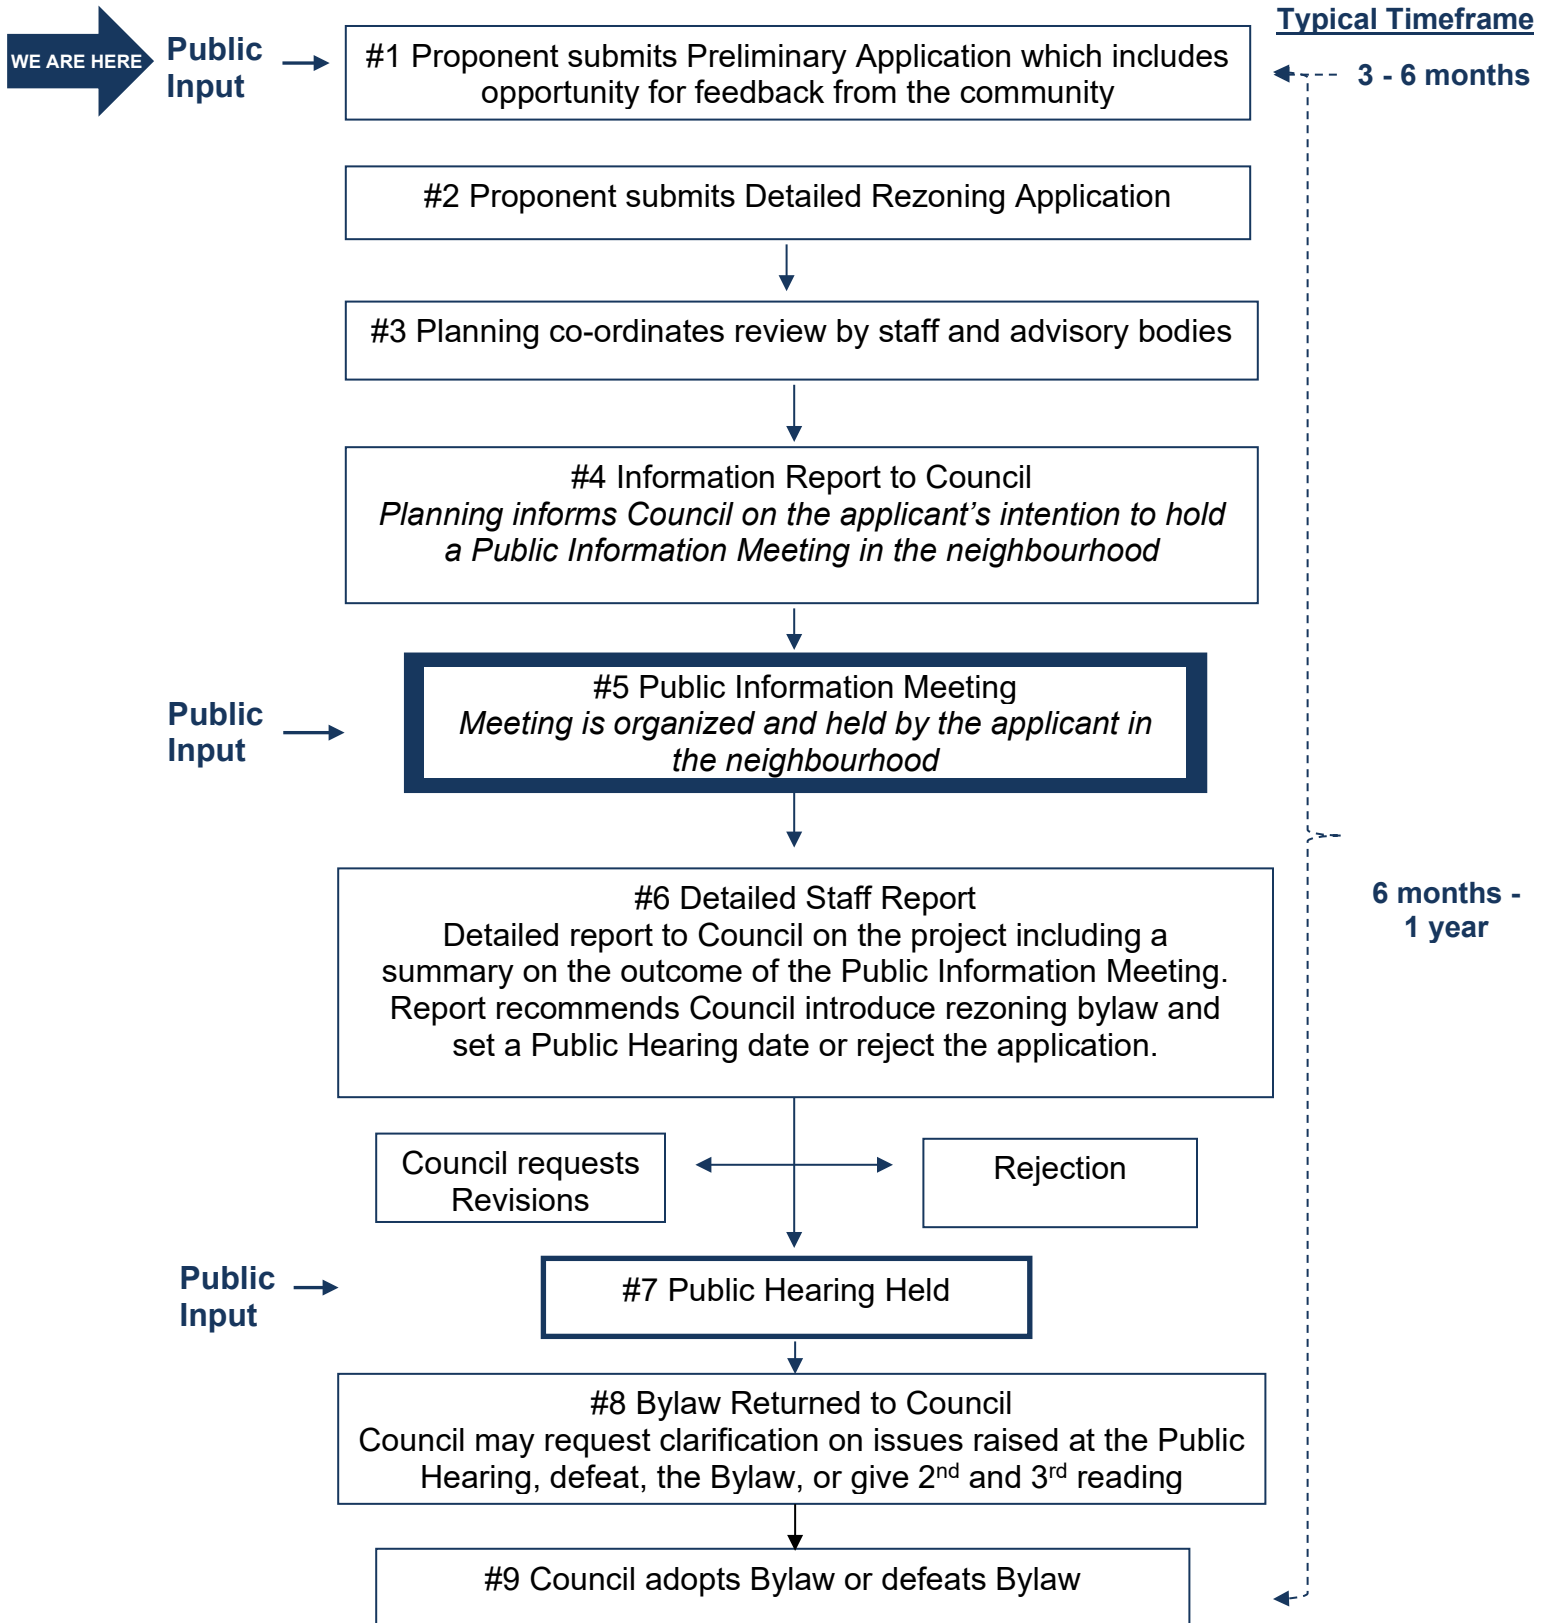 Typical Timeframe
WE ARE HERE
Public
Input
#1 Proponent submits Preliminary Application which includes
opportunity for feedback from the community
3 - 6 months
#2 Proponent submits Detailed Rezoning Application
#3 Planning co-ordinates review by staff and advisory bodies
#4 Information Report to Council
Planning informs Council on the applicant’s intention to hold
a Public Information Meeting in the neighbourhood
Public
Input
#5 Public Information Meeting
Meeting is organized and held by the applicant in
the neighbourhood
#6 Detailed Staff Report
Detailed report to Council on the project including a
summary on the outcome of the Public Information Meeting.
Report recommends Council introduce rezoning bylaw and
set a Public Hearing date or reject the application.
6 months -
1 year
Council requests
Revisions
Rejection
Public
Input
#7 Public Hearing Held
#8 Bylaw Returned to Council
Council may request clarification on issues raised at the Public
Hearing, defeat, the Bylaw, or give 2nd and 3rd reading
#9 Council adopts Bylaw or defeats Bylaw